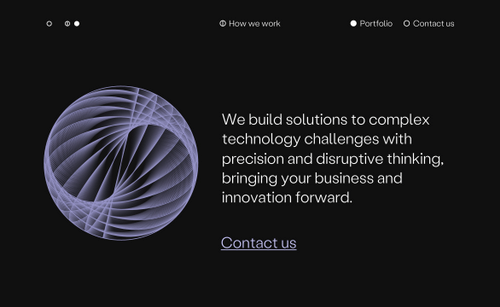 How we work
Portfolio
Contact us
We build solutions to complex
technology challenges with
precision and disruptive thinking,
bringing your business and
innovation forward.
Contact us